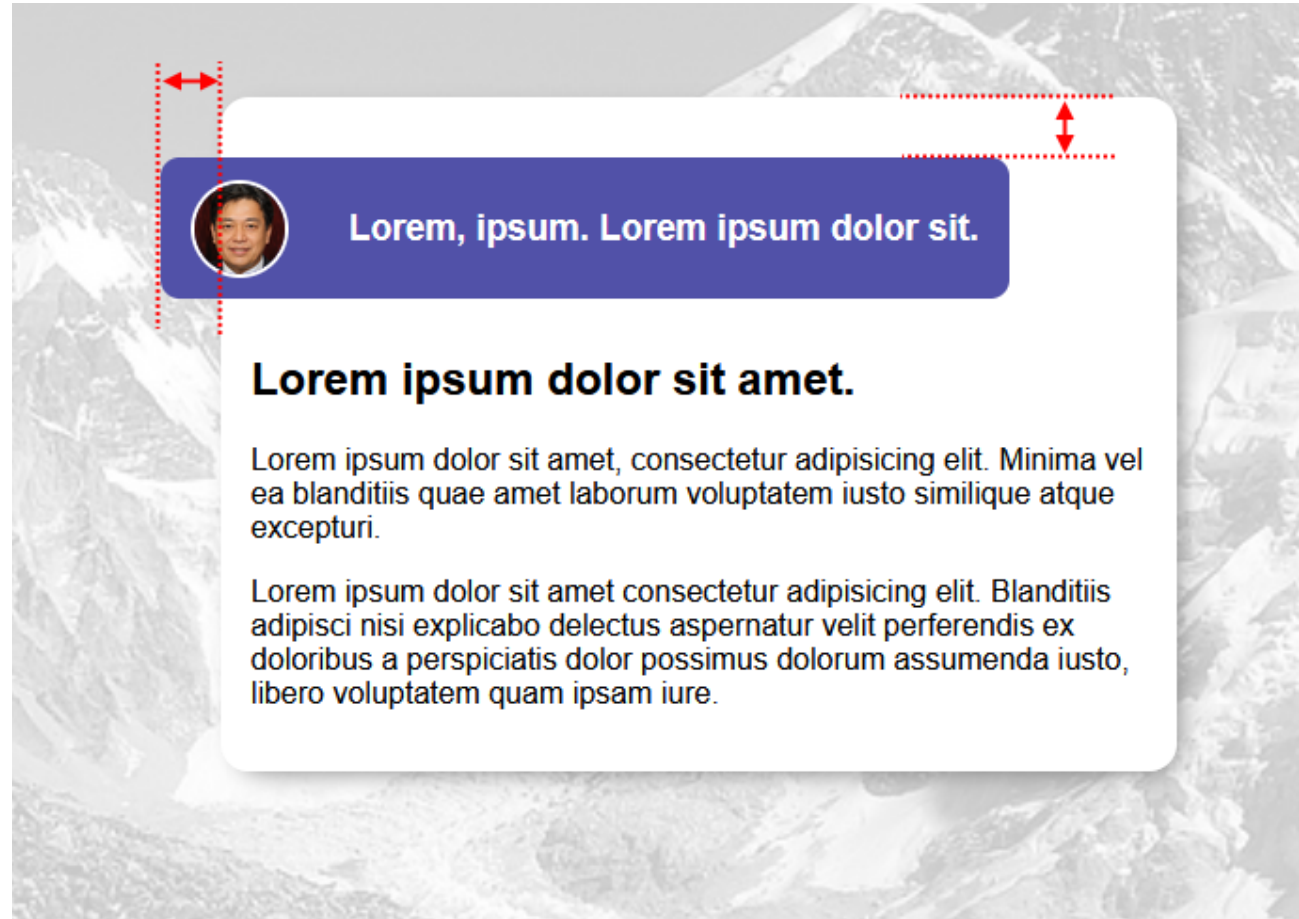 Lorem, ipsum. Lorem ipsum dolor sit.
Lorem ipsum dolor sit amet.
Lorem ipsum dolor sit amet, consectetur adipisicing elit. Minima vel
ea blanditiis quae amet laborum voluptatem iusto similique atque
excepturi.
Lorem ipsum dolor sit amet consectetur adipisicing elit. Blanditiis
adipisci nisi explicabo delectus aspernatur velit perferendis ex
doloribus a perspiciatis dolor possimus dolorum assumenda iusto,
libero voluptatem quam ipsam iure.